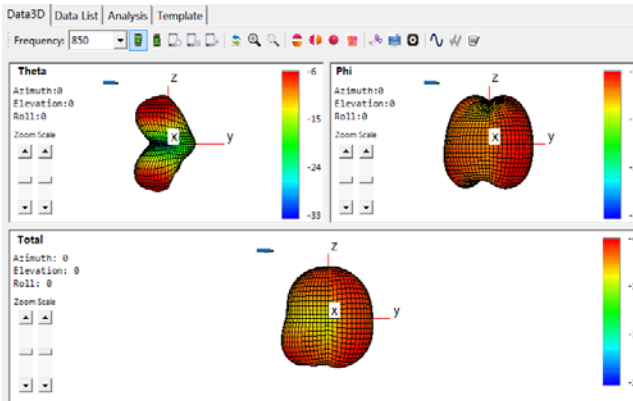 Data3D Data List Analysis Template
Frequency: 850
Theta
Azimuth:0
Elevation:0
Roll:0
Zoom Scale
z
x
y
-6
-15
-24
-33
Phi
Azimuth:0
Elevation:0
Roll:0
Zoom Scale
z
x
y
Total
Azimuth: 0
Elevation: 0
Roll: 0
Zoom Scale
z
x
y